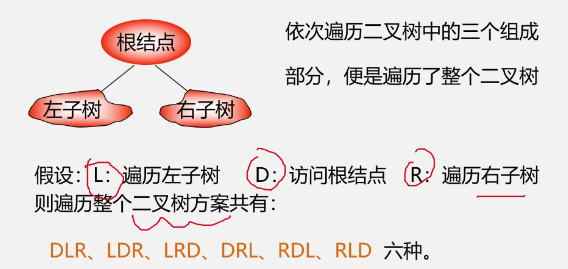 根结点
左子树
右子树
依次遍历二叉树中的三个组成
部分，便是遍历了整个二叉树
假设：L：遍历左子树 D：访问根结点 R：遍历右子树
则遍历整个二叉树方案共有：
DLR、LDR、LRD、DRL、RDL、RLD 六种。